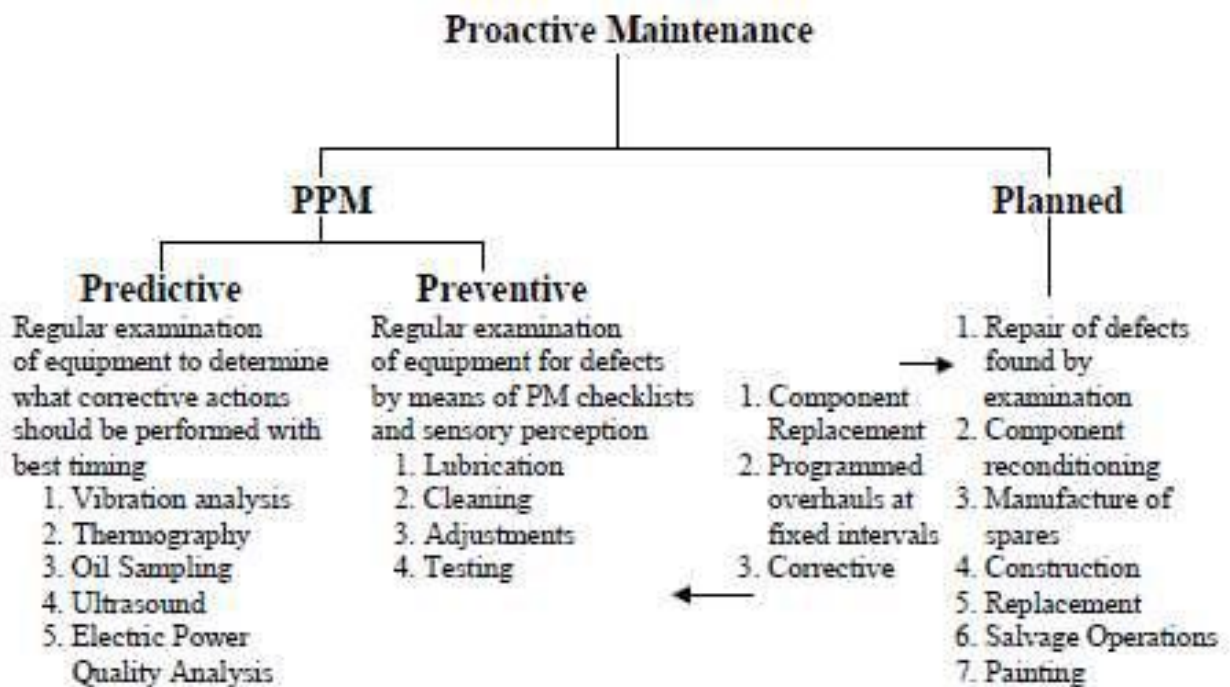 Proactive Maintenance
PPM
Planned
Predictive
Regular examination
of equipment to determine
what corrective actions
should be performed with
best timing
1. Vibration analysis
2. Thermography
3. Oil Sampling
4. Ultrasound
5. Electric Power
Quality Analysis
Preventive
Regular examination
of equipment for defects
by means of PM checklists
and sensory perception
1. Lubrication
2. Cleaning
3. Adjustments
4. Testing
1. Component
Replacement
2. Programmed
overhauls at
fixed intervals
3. Corrective
1. Repair of defects
found by
examination
2. Component
reconditioning
3. Manufacture of
spares
4. Construction
5. Replacement
6. Salvage Operations
7. Painting